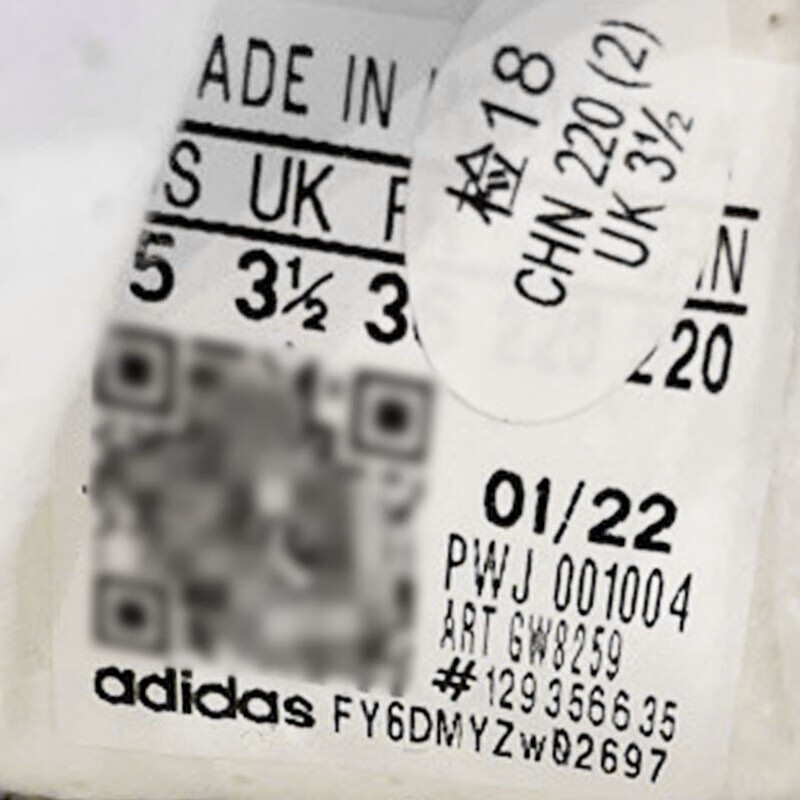 ADE IN
S UK F
5 3½ 3
检18
CHN 220 (2)
UK 3½
N
220
01/22
PWJ 001004
ART GW8259
#129356635
adidas FY6DMYZw02697